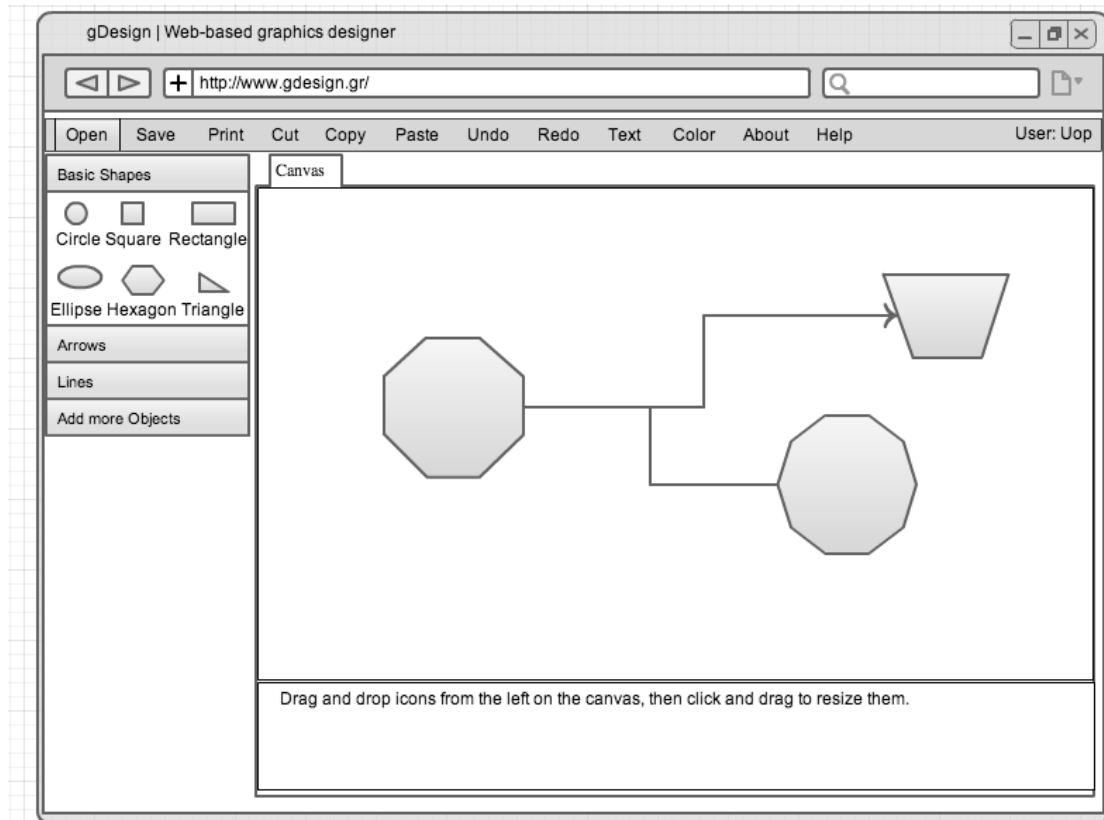 gDesign | Web-based graphics designer
http://www.gdesign.gr/
Open Save Print Cut Copy Paste Undo Redo Text Color About Help User: Uop
Basic Shapes
Canvas
Circle Square Rectangle
Ellipse Hexagon Triangle
Arrows
Lines
Add more Objects
Drag and drop icons from the left on the canvas, then click and drag to resize them.